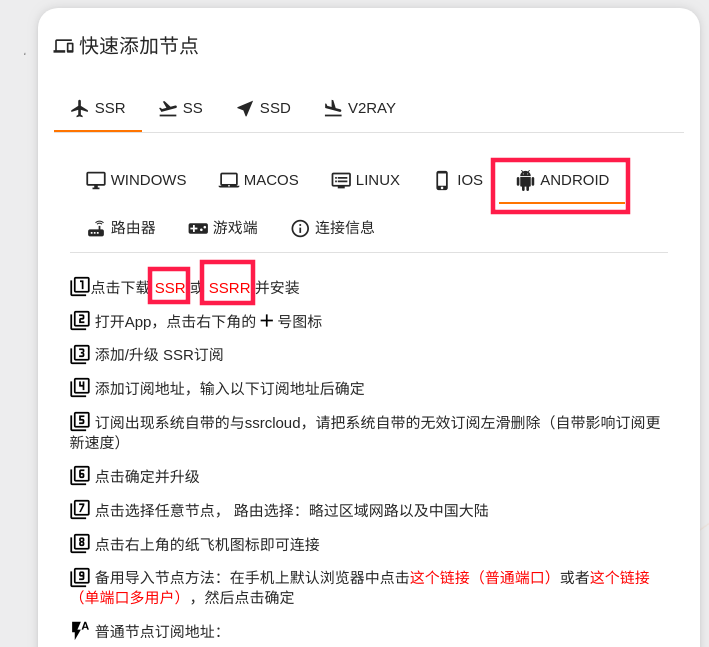 快速添加节点
SSR SS SSD V2RAY
WINDOWS MACOS LINUX IOS ANDROID
路由器 游戏端 连接信息
1 点击下载 SSR 或 SSRR 并安装
2 打开App，点击右下角的 + 号图标
3 添加/升级 SSR订阅
4 添加订阅地址，输入以下订阅地址后确定
5 订阅出现系统自带的与ssrcloud，请把系统自带的无效订阅左滑删除（自带影响订阅更
新速度）
6 点击确定并升级
7 点击选择任意节点， 路由选择：略过区域网路以及中国大陆
8 点击右上角的纸飞机图标即可连接
9 备用导入节点方法：在手机上默认浏览器中点击这个链接（普通端口）或者这个链接
（单端口多用户），然后点击确定
A 普通节点订阅地址：